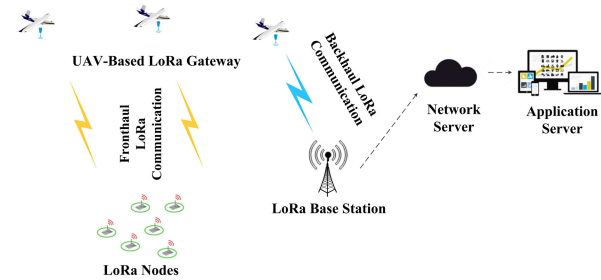 UAV-Based LoRa Gateway
Fronthaul LoRa
LoRa
Communication
Backhaul LoRa
Communication
Network
Server
Application
Server
LoRa Base Station
LoRa Nodes